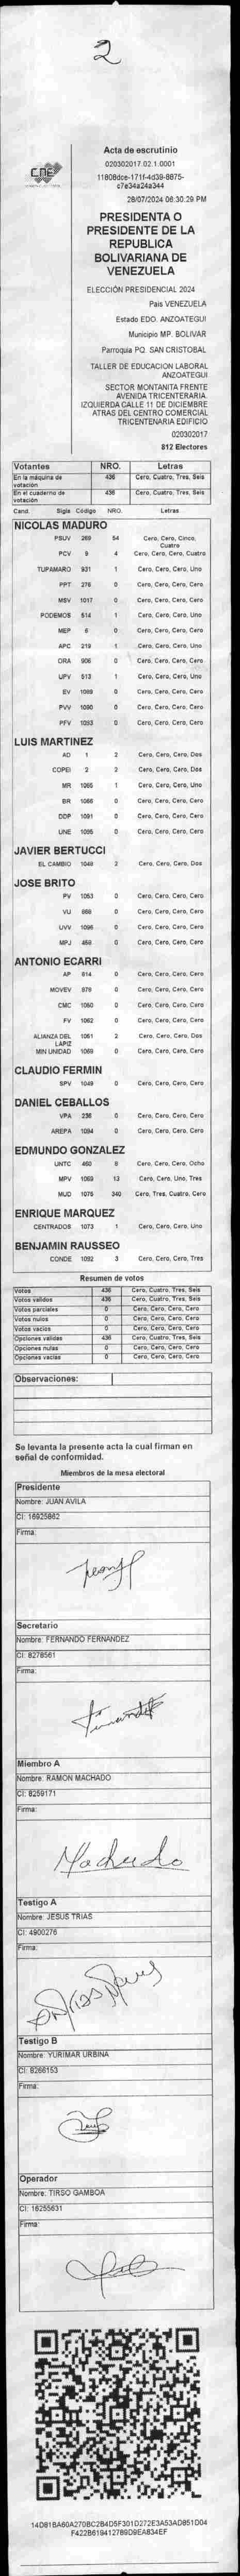 2
CNE
Acta de escrutinio
020302017.02.1.0001
28/07/2024 06:30:29 PM
PRESIDENTA O
PRESIDENTE DE LA
REPUBLICA
BOLIVARIANA DE
VENEZUELA
ELECCIÓN PRESIDENCIAL 2024
Pais VENEZUELA
Estado EDO. ANZOATEGUI
Municipio MP. BOLIVAR
Parroquia PQ. SAN CRISTOBAL
TALLER DE EDUCACION LABORAL
ANZOATEGUI
SECTOR MONTANITA FRENTE
AVENIDA TRICENTENARIA.
IZQUIERDA CALLE 11 DE DICIEMBRE
ATRAS DEL CENTRO COMERCIAL
TRICENTENARIA EDIFICIO
020302017
812 Electores
Votantes NRO. Letras
En la máquina de votación 436 Cero, Cuatro, Tres, Seis
En el cuaderno de votación 436 Cero, Cuatro, Tres, Seis
Cand. Sigla Codigo NRO. Letras
NICOLAS MADURO
PSUV 269 54 Cero, Cero, Cinco, Cuatro
PCV 9 4 Cero, Cero, Cero, Cuatro
TUPAMARO 931 1 Cero, Cero, Cero, Uno
PPT 276 0 Cero, Cero, Cero, Cero
MSV 1017 0 Cero, Cero, Cero, Cero
PODEMOS 514 1 Cero, Cero, Cero, Uno
MEP 6 0 Cero, Cero, Cero, Cero
APC 219 1 Cero, Cero, Cero, Uno
ORA 906 0 Cero, Cero, Cero, Cero
UPV 513 1 Cero, Cero, Cero, Uno
EV 1089 0 Cero, Cero, Cero, Cero
PVV 1090 0 Cero, Cero, Cero, Cero
PFV 1093 0 Cero, Cero, Cero, Cero
LUIS MARTINEZ
AD 1 2 Cero, Cero, Cero, Dos
COPEI 2 2 Cero, Cero, Cero, Dos
MR 1065 1 Cero, Cero, Cero, Uno
BR 1066 0 Cero, Cero, Cero, Cero
DDP 1091 0 Cero, Cero, Cero, Cero
UNE 1095 0 Cero, Cero, Cero, Cero
JAVIER BERTUCCI
EL CAMBIO 1048 2 Cero, Cero, Cero, Dos
JOSE BRITO
PV 1053 0 Cero, Cero, Cero, Cero
VU 868 0 Cero, Cero, Cero, Cero
UVV 1096 0 Cero, Cero, Cero, Cero
MPJ 456 0 Cero, Cero, Cero, Cero
ANTONIO ECARRI
AP 814 0 Cero, Cero, Cero, Cero
MOVEV 878 0 Cero, Cero, Cero, Cero
CMC 1050 0 Cero, Cero, Cero, Cero
FV 1062 0 Cero, Cero, Cero, Cero
ALIANZA DEL LAPIZ 1051 2 Cero, Cero, Cero, Dos
MIN UNIDAD 1069 0 Cero, Cero, Cero, Cero
CLAUDIO FERMIN
SPV 1049 0 Cero, Cero, Cero, Cero
DANIEL CEBALLOS
VPA 236 0 Cero, Cero, Cero, Cero
AREPA 1094 0 Cero, Cero, Cero, Cero
EDMUNDO GONZALEZ
UNTC 460 8 Cero, Cero, Cero, Ocho
MPV 1069 13 Cero, Cero, Uno, Tres
MUD 1075 340 Cero, Tres, Cuatro, Cero
ENRIQUE MARQUEZ
CENTRADOS 1073 1 Cero, Cero, Cero, Uno
BENJAMIN RAUSSEO
CONDE 1092 3 Cero, Cero, Cero, Tres
Resumen de votos
Votos 436 Cero, Cuatro, Tres, Seis
Votos validos 436 Cero, Cuatro, Tres, Seis
Votos parciales 0 Cero, Cero, Cero, Cero
Votos nulos 0 Cero, Cero, Cero, Cero
Votos vacios 0 Cero, Cero, Cero, Cero
Opciones validas 436 Cero, Cuatro, Tres, Seis
Opciones nulas 0 Cero, Cero, Cero, Cero
Opciones vacias 0 Cero, Cero, Cero, Cero
Observaciones:
Se levanta la presente acta la cual firman en
señal de conformidad.
Miembros de la mesa electoral
Presidente
Nombre: JUAN AVILA
CI: 16925862
Firma:
Secretario
Nombre: FERNANDO FERNANDEZ
CI: 8278561
Firma:
Miembro A
Nombre: RAMON MACHADO
CI: 8259171
Firma:
Machado
Testigo A
Nombre: JESUS TRIAS
CI: 4900276
Firma:
Testigo B
Nombre: YURIMAR URBINA
CI: 8266153
Firma:
Operador
Nombre: TIRSO GAMBOA
CI: 16255631
Firma: